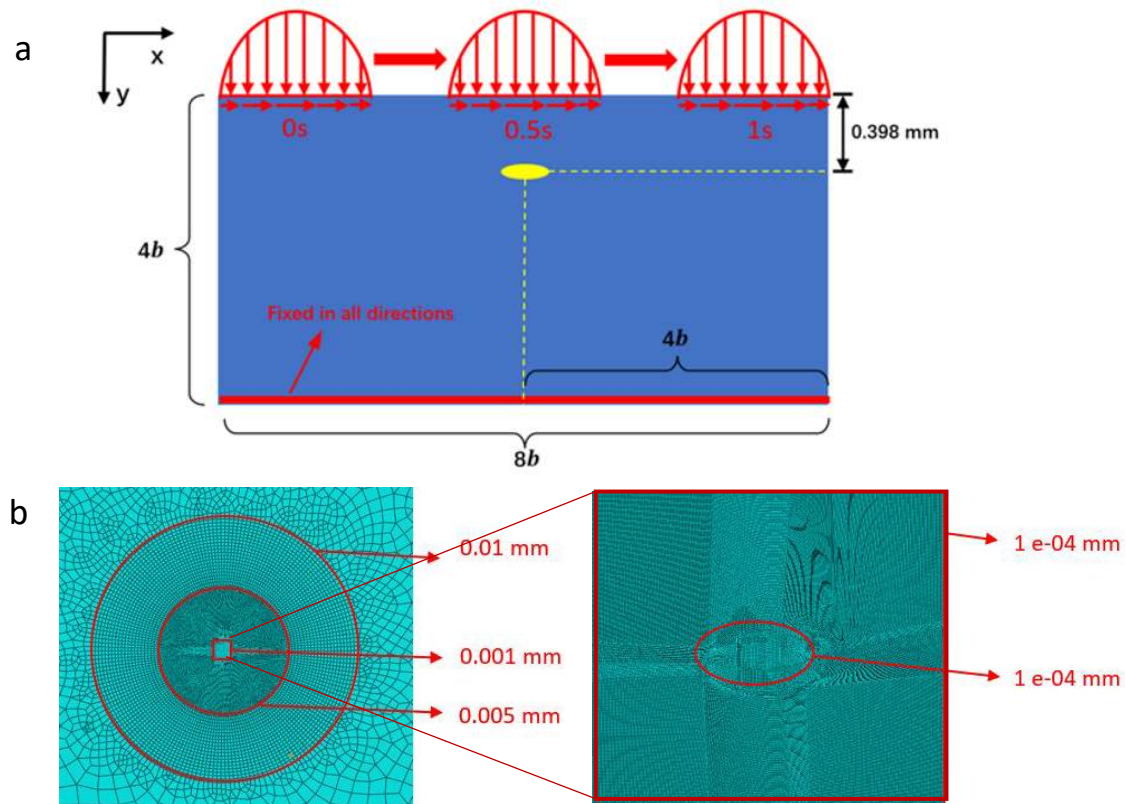 a
x
y
0s
0.5s
1s
0.398 mm
4b
Fixed in all directions
4b
8b
b
0.01 mm
0.001 mm
0.005 mm
1 e-04 mm
1 e-04 mm